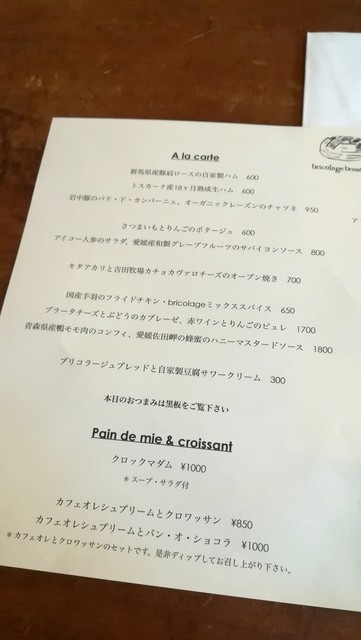 A la carte
群馬県産豚肩ロースの自家製ハム 600
トスカーナ産18ヶ月熟成生ハム 600
岩中豚のパテ・ド・カンパーニュ、オーガニックレーズンのチャツネ 950
さつまいもとりんごのポタージュ 600
アイコー人参のサラダ、愛媛産和製グレープフルーツのサバイヨンソース 800
キタアカリと吉田牧場カチョカヴァロチーズのオーブン焼き 700
国産手羽のフライドチキン・bricolageミックススパイス 650
ブラータチーズとぶどうのカプレーゼ、赤ワインとりんごのピュレ 1700
青森県産鴨モモ肉のコンフィ、愛媛佐田岬の蜂蜜のハニーマスタードソース 1800
ブリコラージュブレッドと自家製豆腐サワークリーム 300
本日のおつまみは黒板をご覧下さい
Pain de mie & croissant
クロックマダム ¥1000
＊スープ・サラダ付
カフェオレシュプリームとクロワッサン ¥850
カフェオレシュプリームとパン・オ・ショコラ ¥1000
＊カフェオレとクロワッサンのセットです。是非ディップしてお召し上がり下さい。
bricolage
ア